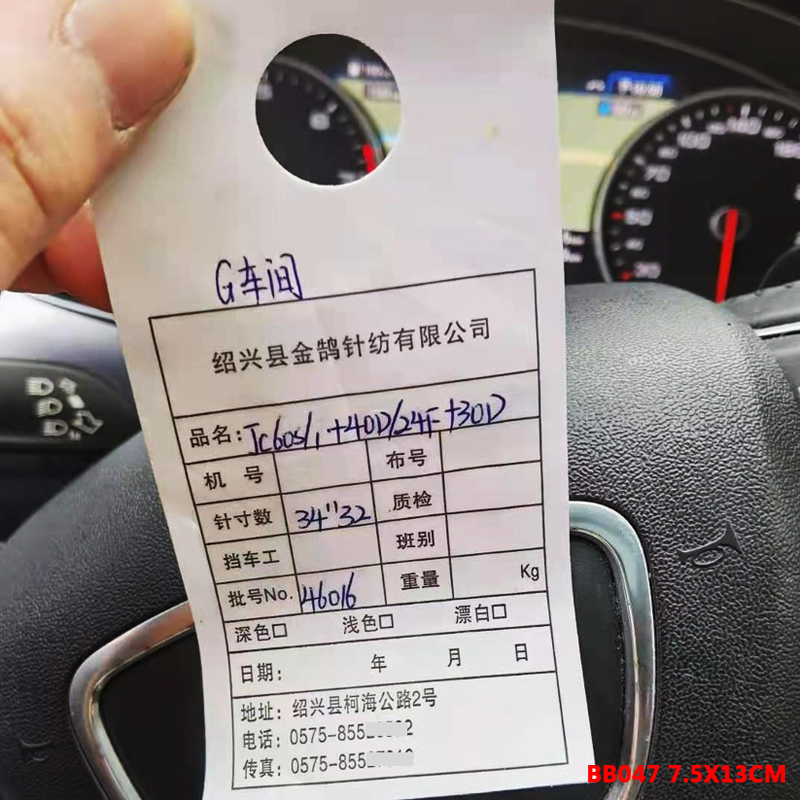 G车间
绍兴县金鹄针纺有限公司
品名: Jc60s/1+40D/24F+30D
机 号 布号
针寸数 34"32 质检
挡车工 班别
批号No. 46016 重量 Kg
深色□ 浅色□ 漂白□
日期: 年 月 日
地址: 绍兴县柯海公路2号
电话: 0575-855
传真: 0575-855
BB047 7.5X13CM